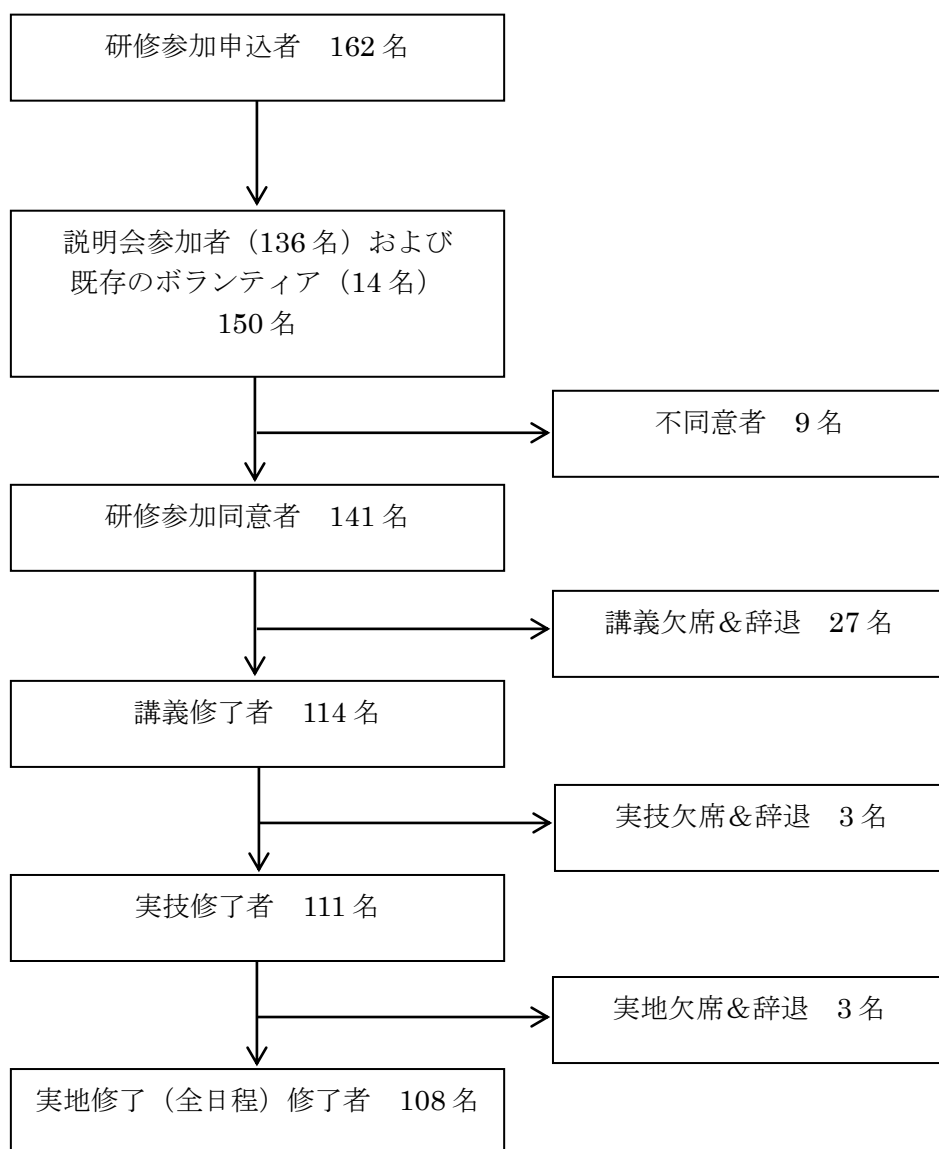 研修参加申込者　162 名
説明会参加者（136 名）および
既存のボランティア（14 名）
150 名
不同意者　9 名
研修参加同意者　141 名
講義欠席＆辞退　27 名
講義修了者　114 名
実技欠席＆辞退　3 名
実技修了者　111 名
実地欠席＆辞退　3 名
実地修了（全日程）修了者　108 名